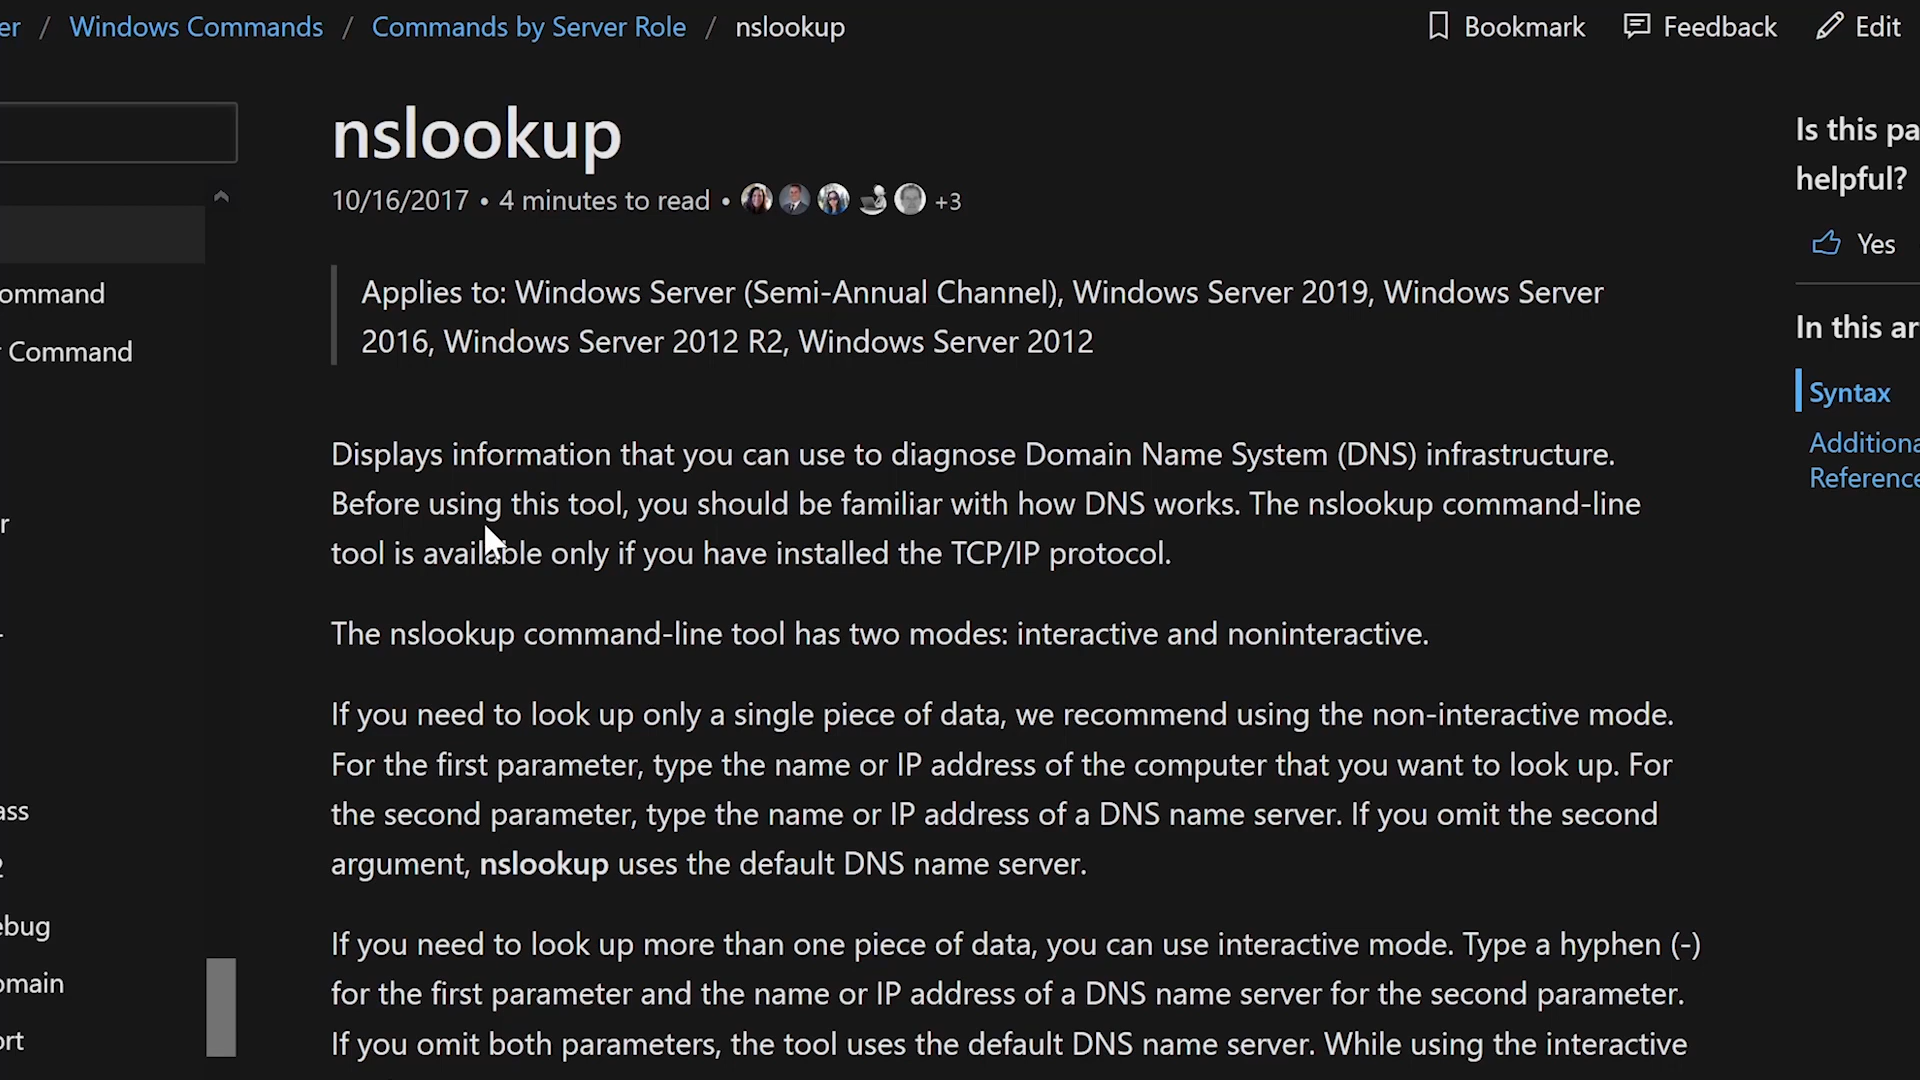 er / Windows Commands / Commands by Server Role / nslookup
Bookmark Feedback Edit
nslookup
10/16/2017 • 4 minutes to read • +3
Applies to: Windows Server (Semi-Annual Channel), Windows Server 2019, Windows Server
2016, Windows Server 2012 R2, Windows Server 2012
Displays information that you can use to diagnose Domain Name System (DNS) infrastructure.
Before using this tool, you should be familiar with how DNS works. The nslookup command-line
tool is available only if you have installed the TCP/IP protocol.
The nslookup command-line tool has two modes: interactive and noninteractive.
If you need to look up only a single piece of data, we recommend using the non-interactive mode.
For the first parameter, type the name or IP address of the computer that you want to look up. For
the second parameter, type the name or IP address of a DNS name server. If you omit the second
argument, nslookup uses the default DNS name server.
If you need to look up more than one piece of data, you can use interactive mode. Type a hyphen (-)
for the first parameter and the name or IP address of a DNS name server for the second parameter.
If you omit both parameters, the tool uses the default DNS name server. While using the interactive
ommand
r Command
r
-
ass
2
ebug
omain
ort
Is this pa
helpful?
Yes
In this ar
Syntax
Additiona
Reference